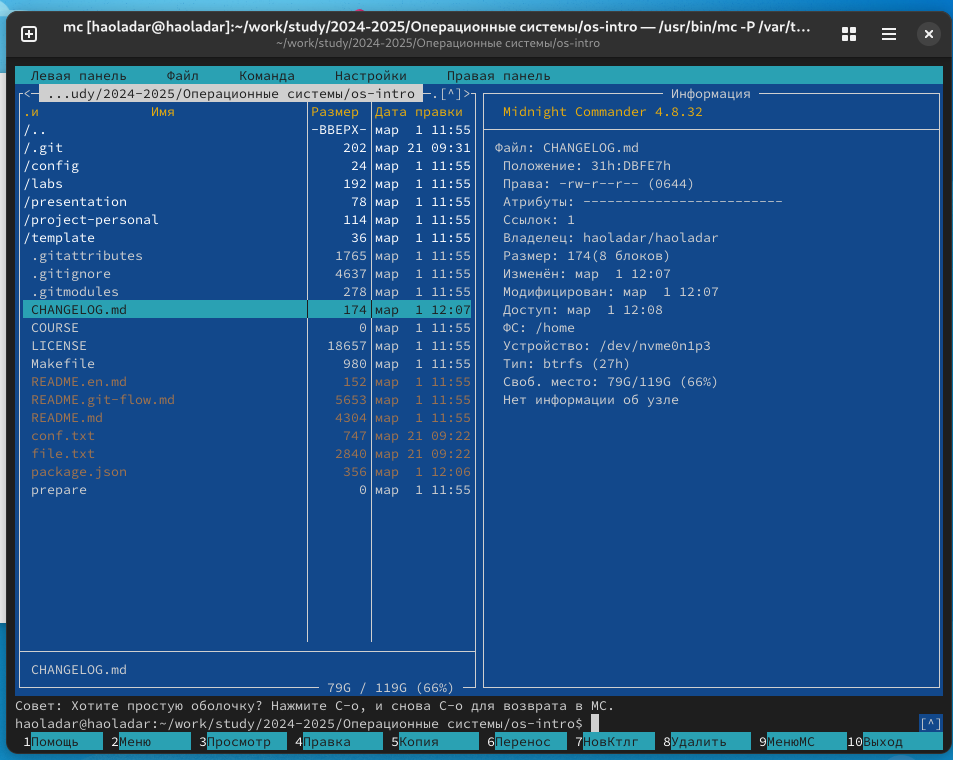 mc [haoladar@haoladar]:~/work/study/2024-2025/Операционные системы/os-intro — /usr/bin/mc -P /var/t…
~/work/study/2024-2025/Операционные системы/os-intro
Левая панель Файл Команда Настройки Правая панель
<— ...udy/2024-2025/Операционные системы/os-intro —.[^]>
.и Имя Размер Дата правки
/.. -ВВЕРХ- мар 1 11:55
/.git 202 мар 21 09:31
/config 24 мар 1 11:55
/labs 192 мар 1 11:55
/presentation 78 мар 1 11:55
/project-personal 114 мар 1 11:55
/template 36 мар 1 11:55
.gitattributes 1765 мар 1 11:55
.gitignore 4637 мар 1 11:55
.gitmodules 278 мар 1 11:55
CHANGELOG.md 174 мар 1 12:07
COURSE 0 мар 1 11:55
LICENSE 18657 мар 1 11:55
Makefile 980 мар 1 11:55
README.en.md 152 мар 1 11:55
README.git-flow.md 5653 мар 1 11:55
README.md 4304 мар 1 11:55
conf.txt 747 мар 21 09:22
file.txt 2840 мар 21 09:22
package.json 356 мар 1 12:06
prepare 0 мар 1 11:55
CHANGELOG.md
79G / 119G (66%)
Информация
Midnight Commander 4.8.32
Файл: CHANGELOG.md
Положение: 31h:DBFE7h
Права: -rw-r--r-- (0644)
Атрибуты: -------------------------
Ссылок: 1
Владелец: haoladar/haoladar
Размер: 174(8 блоков)
Изменён: мар 1 12:07
Модифицирован: мар 1 12:07
Доступ: мар 1 12:08
ФС: /home
Устройство: /dev/nvme0n1p3
Тип: btrfs (27h)
Своб. место: 79G/119G (66%)
Нет информации об узле
Совет: Хотите простую оболочку? Нажмите C-o, и снова C-o для возврата в MC.
haoladar@haoladar:~/work/study/2024-2025/Операционные системы/os-intro$ [^]
1Помощь 2Меню 3Просмотр 4Правка 5Копия 6Перенос 7НовКтлг 8Удалить 9МенюMC 10Выход